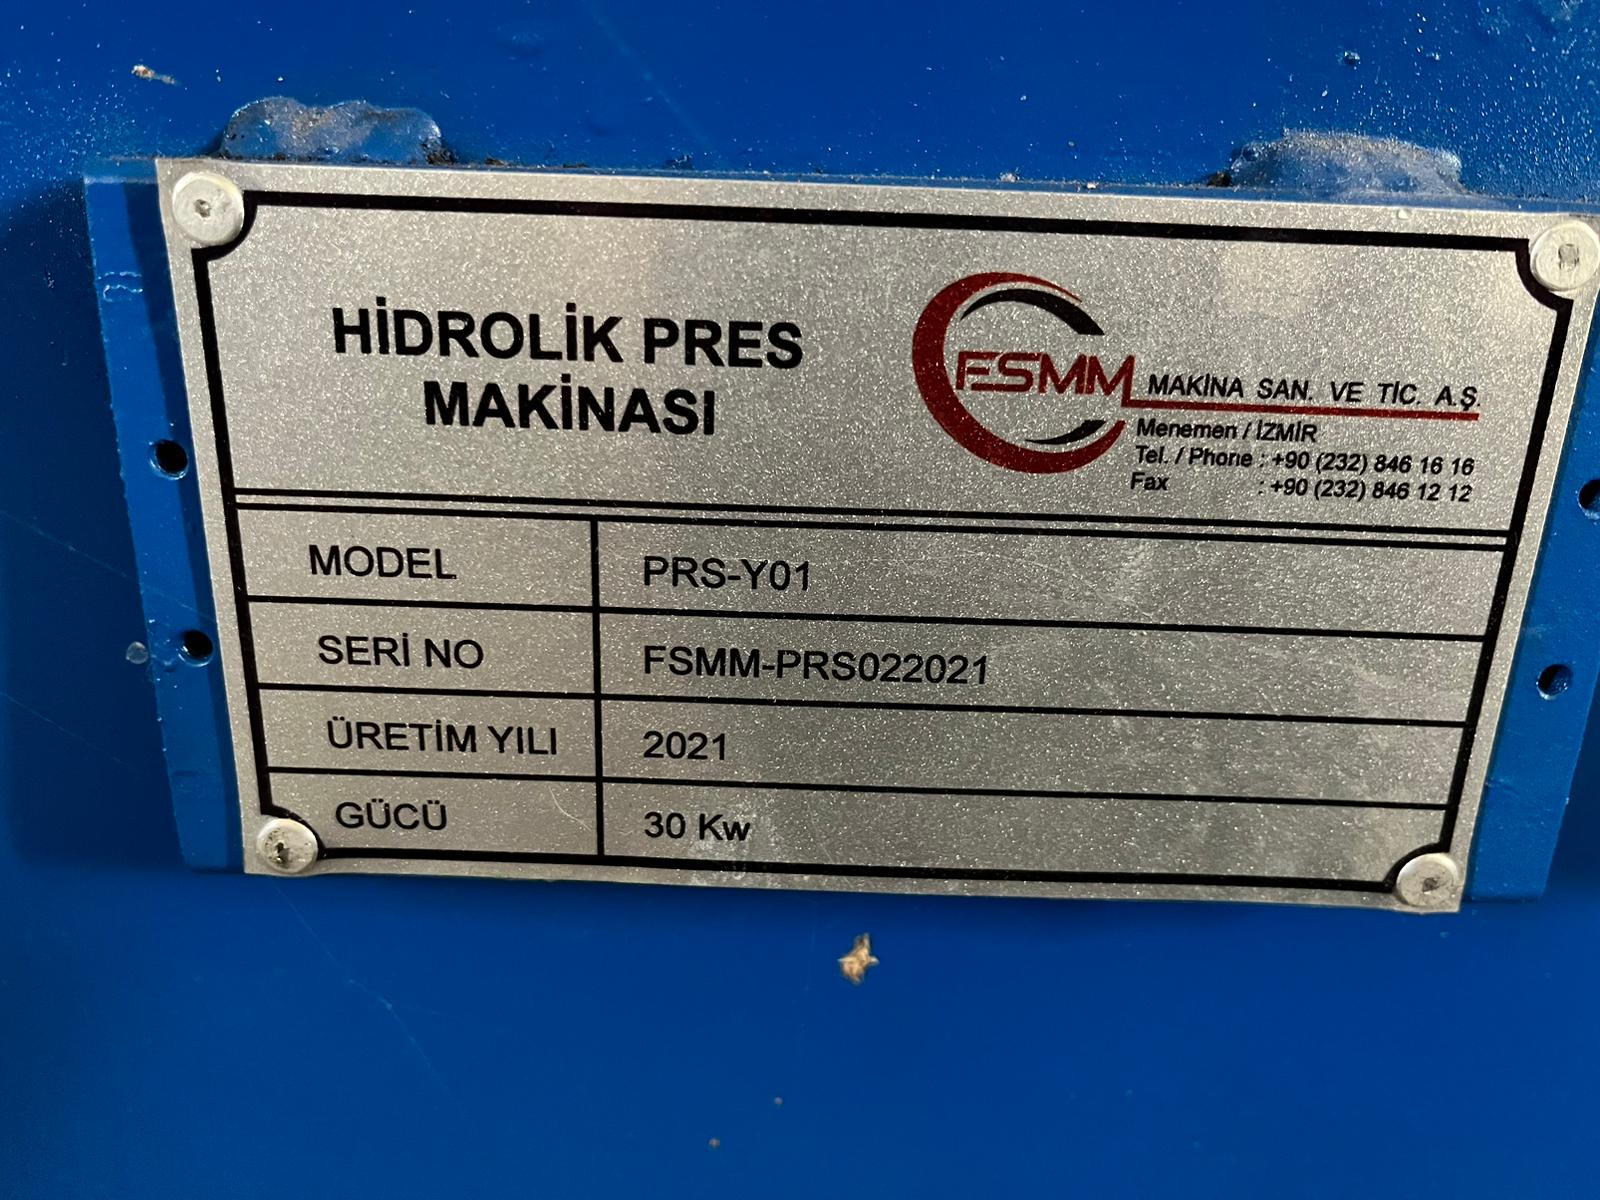 HİDROLİK PRES
MAKİNASI
FSMM MAKİNA SAN. VE TİC. A.Ş.
Menemen / İZMİR
Tel. / Phone : +90 (232) 846 16 16
Fax : +90 (232) 846 12 12
MODEL PRS-Y01
SERİ NO FSMM-PRS022021
ÜRETİM YILI 2021
GÜCÜ 30 Kw